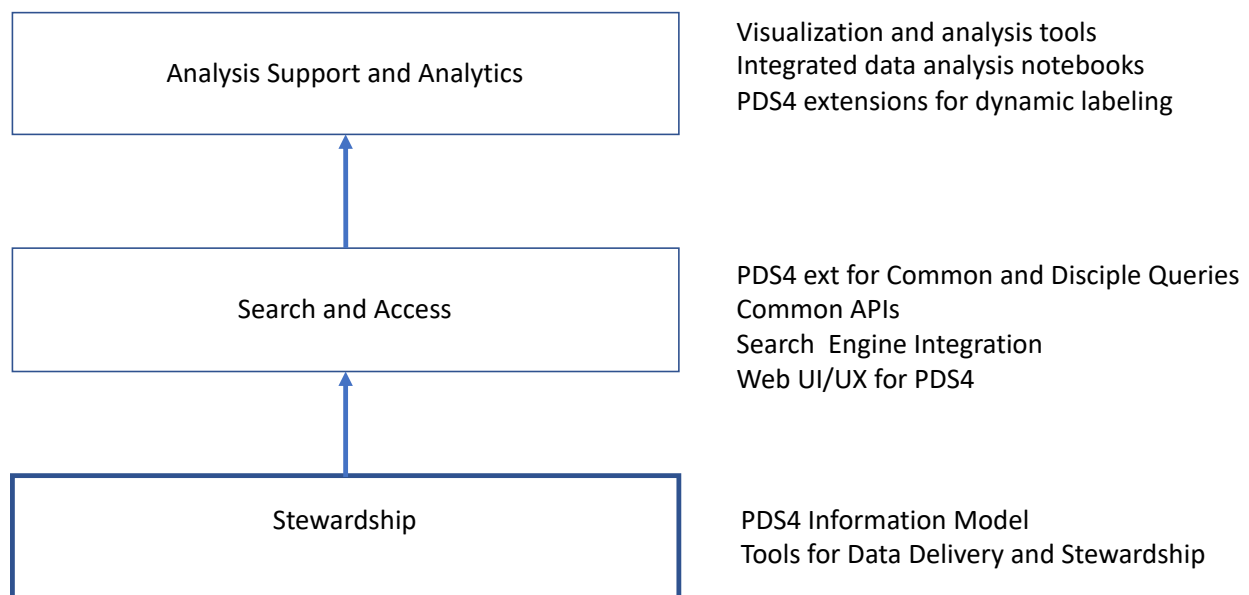 Analysis Support and Analytics
Visualization and analysis tools
Integrated data analysis notebooks
PDS4 extensions for dynamic labeling
Search and Access
PDS4 ext for Common and Disciple Queries
Common APIs
Search  Engine Integration
Web UI/UX for PDS4
Stewardship
PDS4 Information Model
Tools for Data Delivery and Stewardship